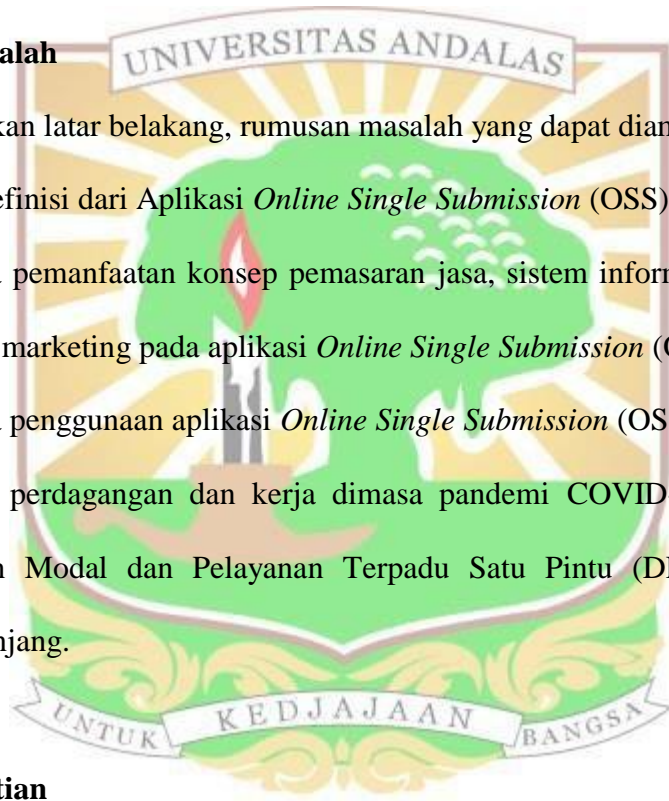 alah
UNIVERSITAS ANDALAS
kan latar belakang, rumusan masalah yang dapat diam
efinisi dari Aplikasi Online Single Submission (OSS)
pemanfaatan konsep pemasaran jasa, sistem inform
marketing pada aplikasi Online Single Submission (O
penggunaan aplikasi Online Single Submission (OS
perdagangan dan kerja dimasa pandemi COVID
n Modal dan Pelayanan Terpadu Satu Pintu (D
njang.
UNTUK KEDJAJAAN BANGSA
tian